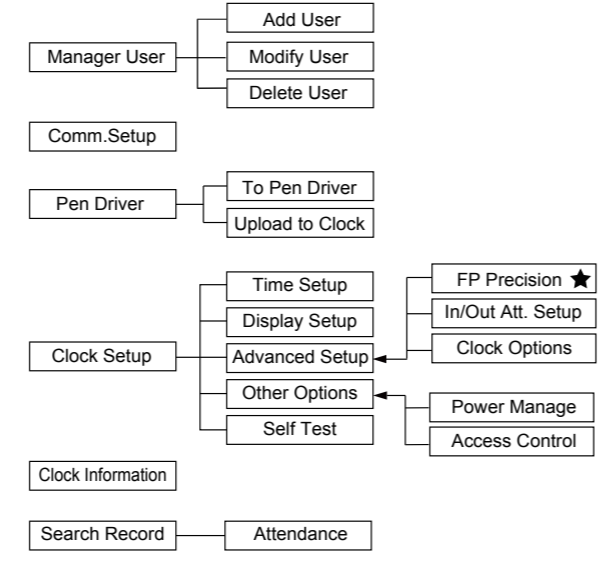 Manager User
Add User
Modify User
Delete User
Comm.Setup
Pen Driver
To Pen Driver
Upload to Clock
Clock Setup
Time Setup
Display Setup
Advanced Setup
FP Precision
In/Out Att. Setup
Clock Options
Other Options
Power Manage
Access Control
Self Test
Clock Information
Search Record
Attendance